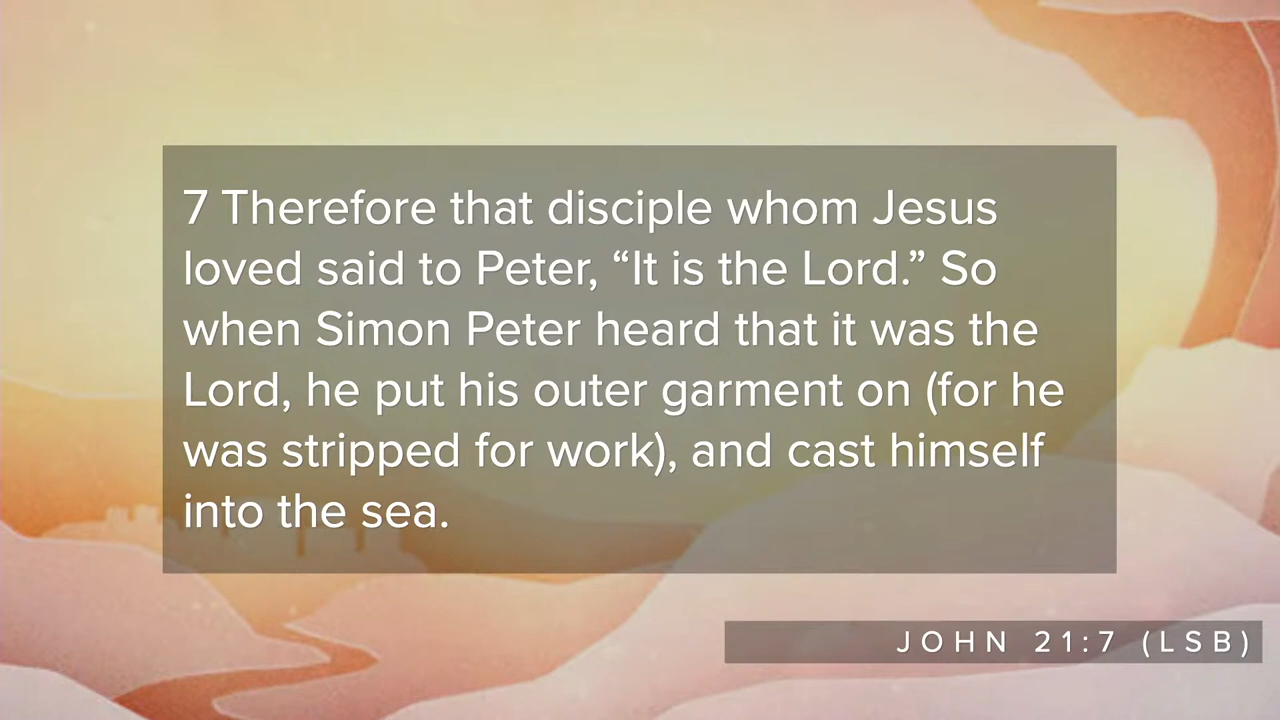 7 Therefore that disciple whom Jesus
loved said to Peter, “It is the Lord.” So
when Simon Peter heard that it was the
Lord, he put his outer garment on (for he
was stripped for work), and cast himself
into the sea.
JOHN 21:7 (LSB)